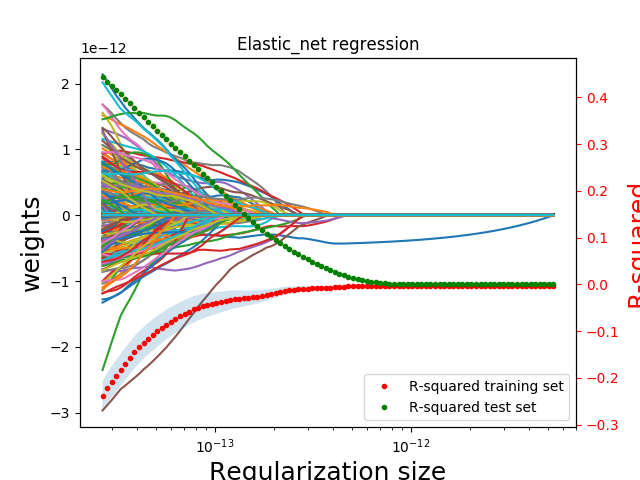 Elastic_net regression
1e−12
weights
2
1
0
−1
−2
−3
0.4
0.3
0.2
0.1
0.0
−0.1
−0.2
−0.3
R-squared
R-squared training set
R-squared test set
10⁻¹³
10⁻¹²
Regularization size